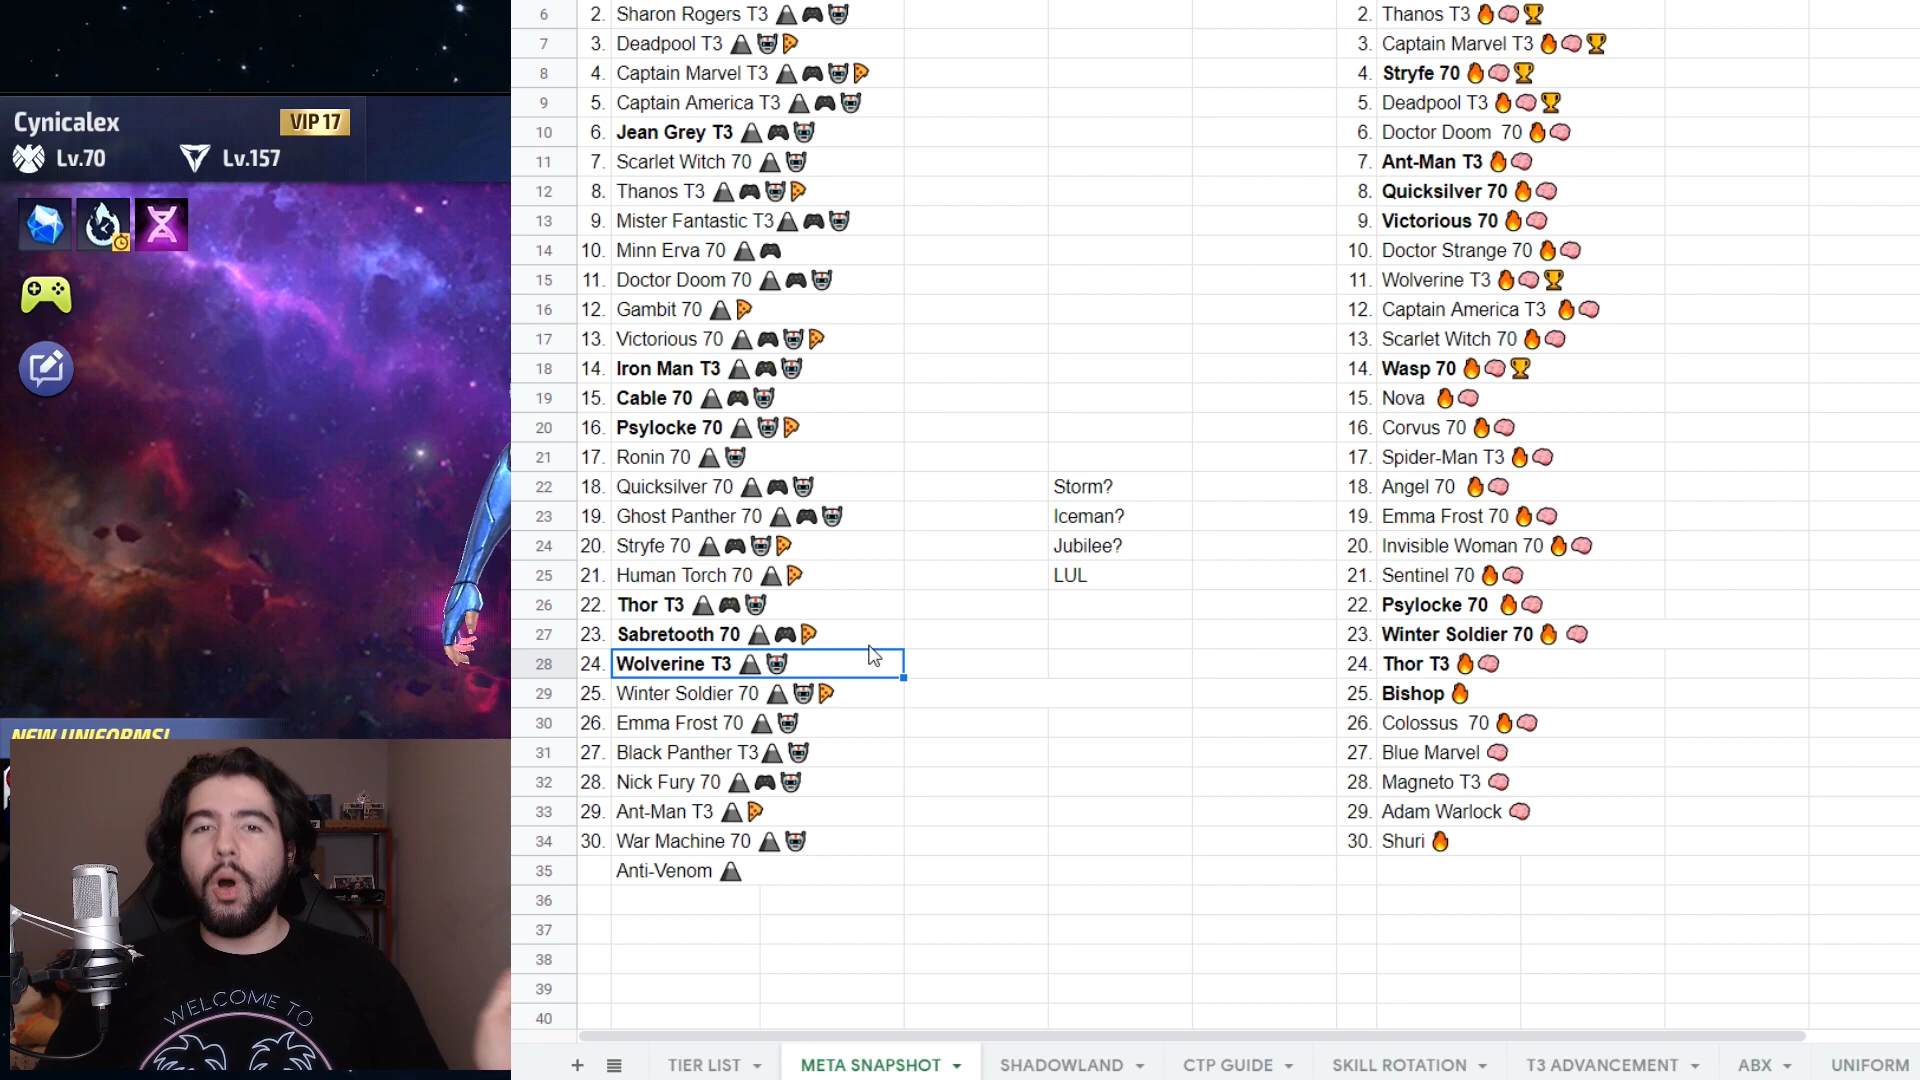 Cynicalex
VIP 17
Lv.70
Lv.157
NEW UNIFORMS!
WELCOME TO
6 2. Sharon Rogers T3 2. Thanos T3
7 3. Deadpool T3 3. Captain Marvel T3
8 4. Captain Marvel T3 4. Stryfe 70
9 5. Captain America T3 5. Deadpool T3
10 6. Jean Grey T3 6. Doctor Doom 70
11 7. Scarlet Witch 70 7. Ant-Man T3
12 8. Thanos T3 8. Quicksilver 70
13 9. Mister Fantastic T3 9. Victorious 70
14 10. Minn Erva 70 10. Doctor Strange 70
15 11. Doctor Doom 70 11. Wolverine T3
16 12. Gambit 70 12. Captain America T3
17 13. Victorious 70 13. Scarlet Witch 70
18 14. Iron Man T3 14. Wasp 70
19 15. Cable 70 15. Nova
20 16. Psylocke 70 16. Corvus 70
21 17. Ronin 70 17. Spider-Man T3
22 18. Quicksilver 70 Storm? 18. Angel 70
23 19. Ghost Panther 70 Iceman? 19. Emma Frost 70
24 20. Stryfe 70 Jubilee? 20. Invisible Woman 70
25 21. Human Torch 70 LUL 21. Sentinel 70
26 22. Thor T3 22. Psylocke 70
27 23. Sabretooth 70 23. Winter Soldier 70
28 24. Wolverine T3 24. Thor T3
29 25. Winter Soldier 70 25. Bishop
30 26. Emma Frost 70 26. Colossus 70
31 27. Black Panther T3 27. Blue Marvel
32 28. Nick Fury 70 28. Magneto T3
33 29. Ant-Man T3 29. Adam Warlock
34 30. War Machine 70 30. Shuri
35 Anti-Venom
36
37
38
39
40
TIER LIST META SNAPSHOT SHADOWLAND CTP GUIDE SKILL ROTATION T3 ADVANCEMENT ABX UNIFORM